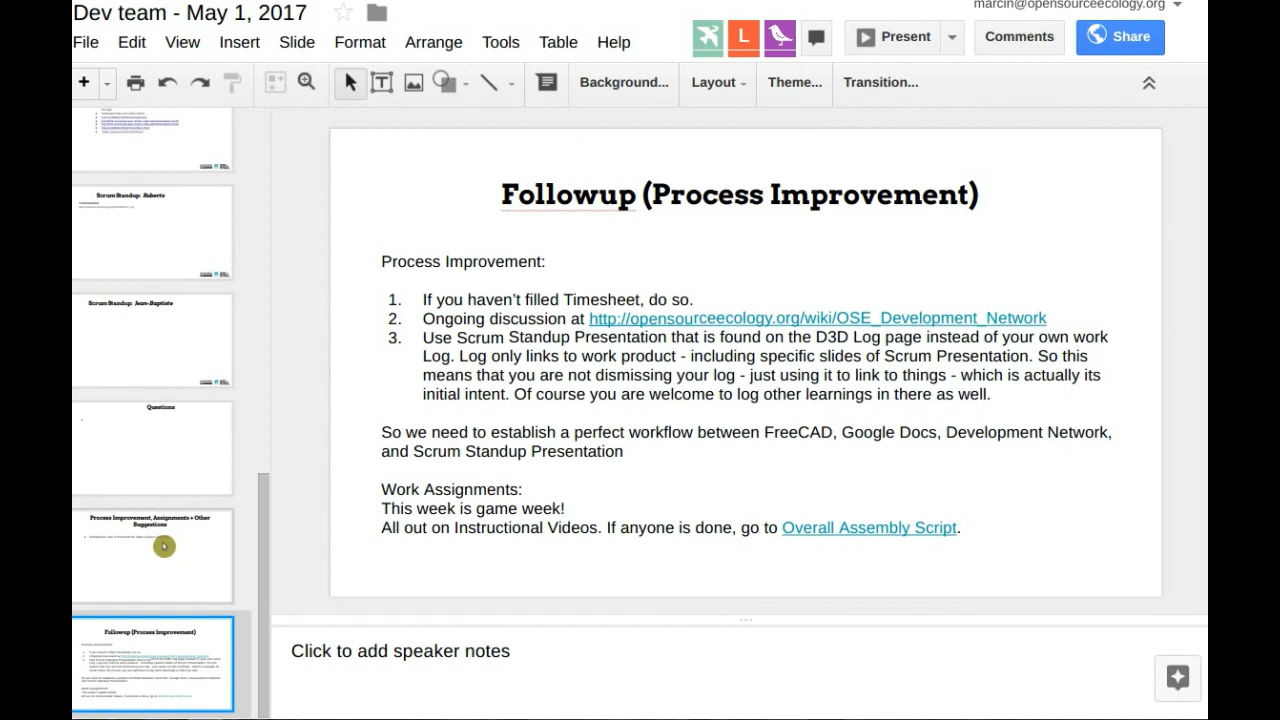 Dev team - May 1, 2017
marcin@opensourceecology.org
File Edit View Insert Slide Format Arrange Tools Table Help
L
Present
Comments
Share
Background...
Layout
Theme...
Transition...
Scrum Standup: Roberto
Scrum Standup: Jean-Baptiste
Questions
Process Improvement, Assignments + Other
Suggestions
Followup (Process Improvement)
Followup (Process Improvement)
Process Improvement:
1. If you haven't filled Timesheet, do so.
2. Ongoing discussion at http://opensourceecology.org/wiki/OSE_Development_Network
3. Use Scrum Standup Presentation that is found on the D3D Log page instead of your own work
Log. Log only links to work product - including specific slides of Scrum Presentation. So this
means that you are not dismissing your log - just using it to link to things - which is actually its
initial intent. Of course you are welcome to log other learnings in there as well.
So we need to establish a perfect workflow between FreeCAD, Google Docs, Development Network,
and Scrum Standup Presentation
Work Assignments:
This week is game week!
All out on Instructional Videos. If anyone is done, go to Overall Assembly Script.
Click to add speaker notes